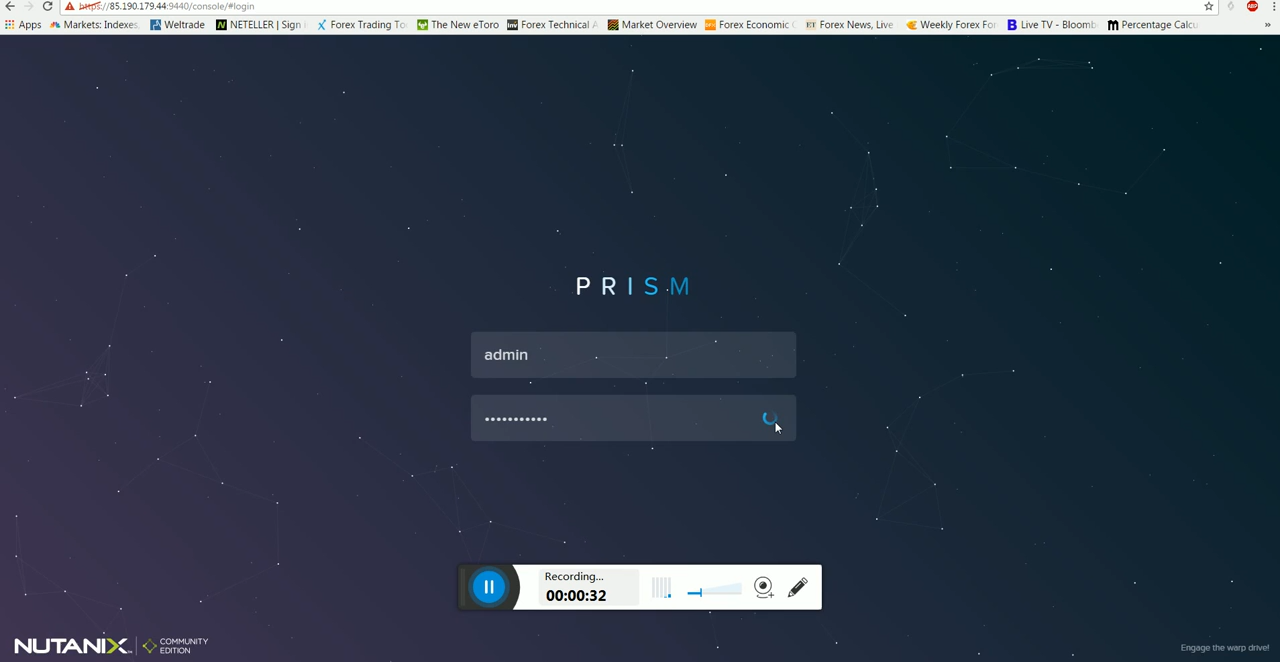 https://85.190.179.44:9440/console/#login
Apps Markets: Indexes, Weltrade NETELLER | Sign i Forex Trading Too The New eToro Forex Technical A Market Overview Forex Economic C Forex News, Live Weekly Forex For Live TV - Bloomb Percentage Calcu »
PRISM
admin
•••••••••••
Recording...
00:00:32
NUTANIX COMMUNITY EDITION
Engage the warp drive!